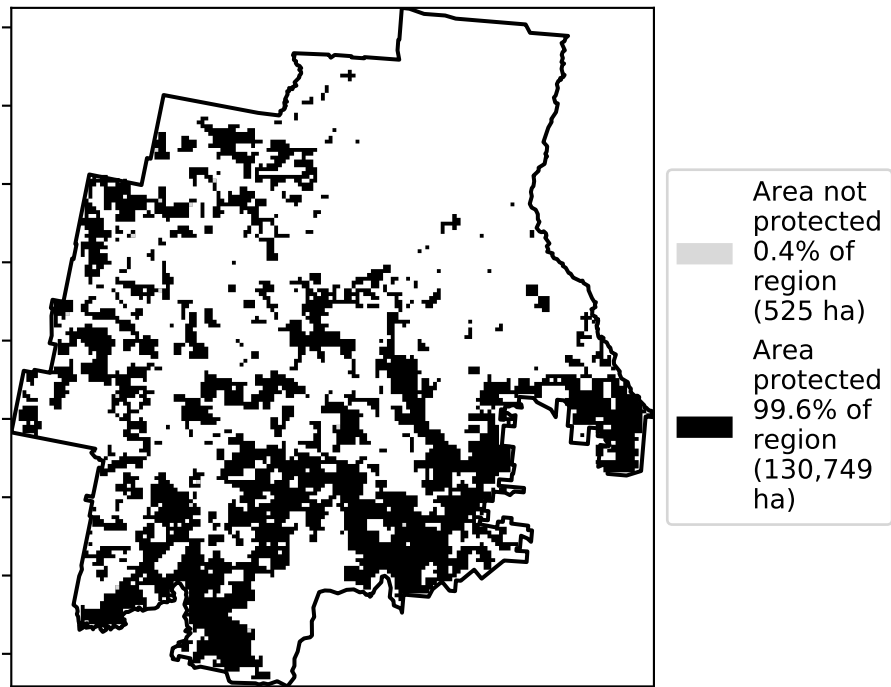 Area not
protected
0.4% of
region
(525 ha)
Area
protected
99.6% of
region
(130,749
ha)